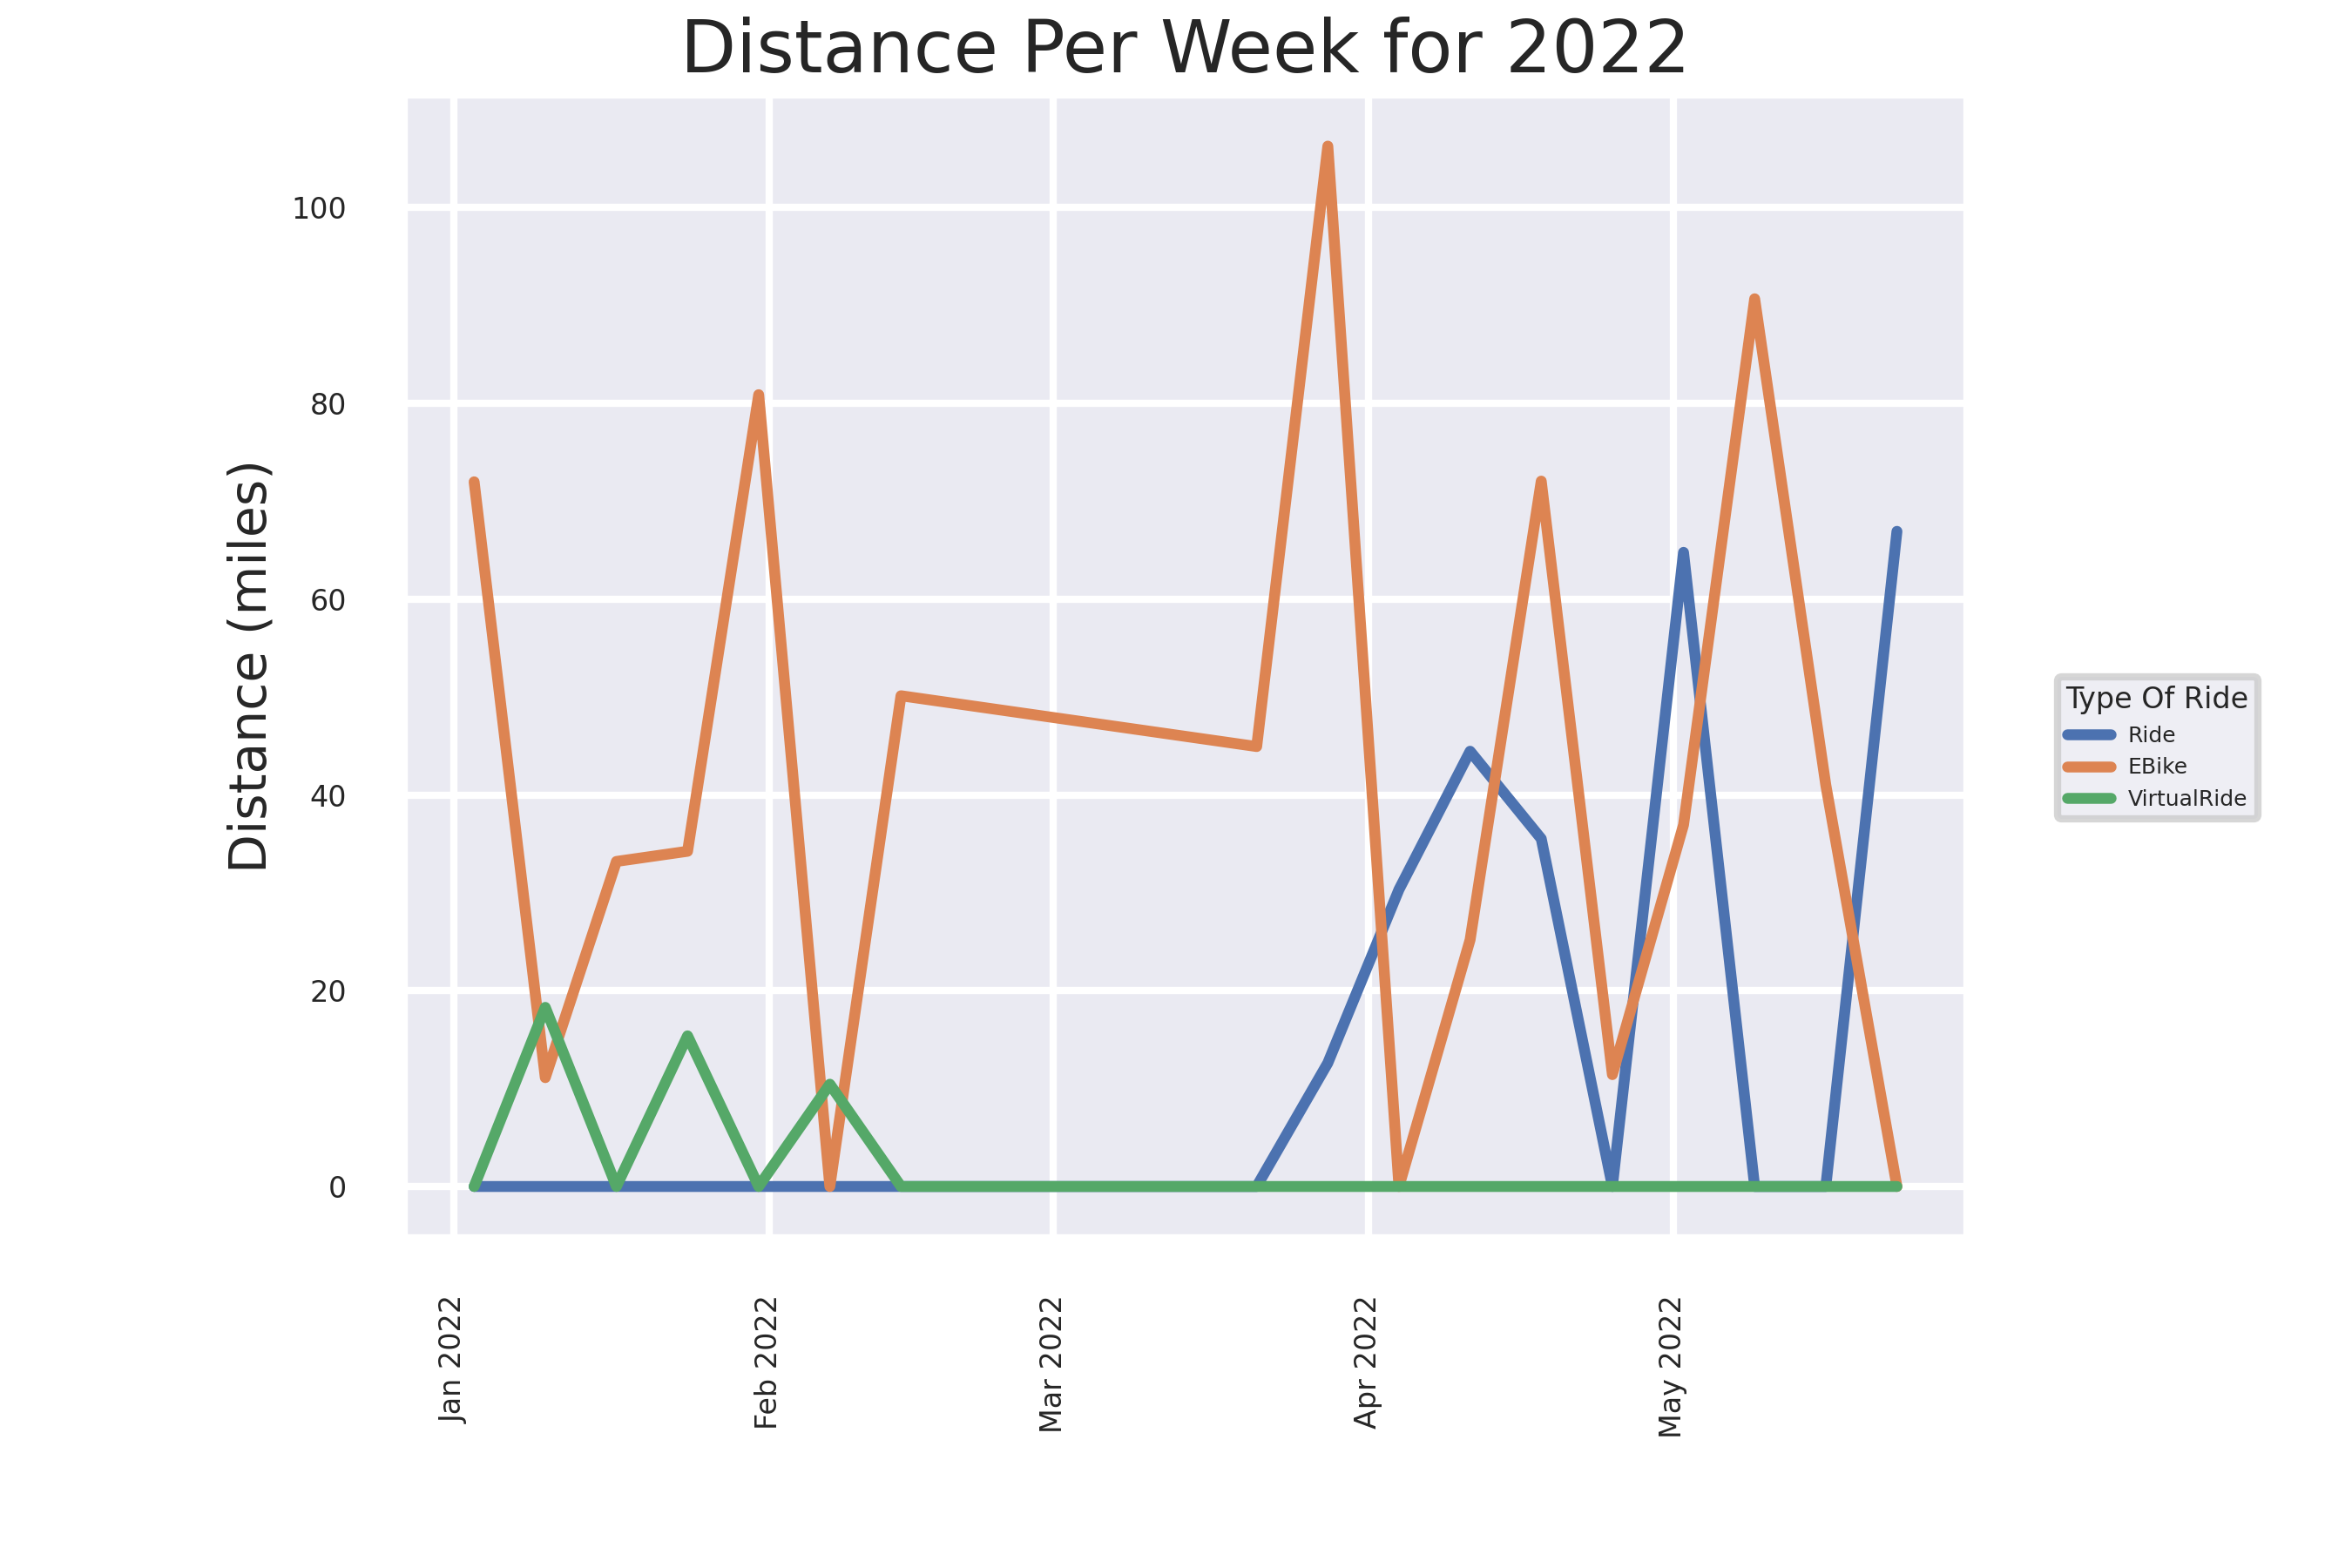 Distance Per Week for 2022
Distance (miles)
100
80
60
40
20
0
Jan 2022
Feb 2022
Mar 2022
Apr 2022
May 2022
Type Of Ride
Ride
EBike
VirtualRide